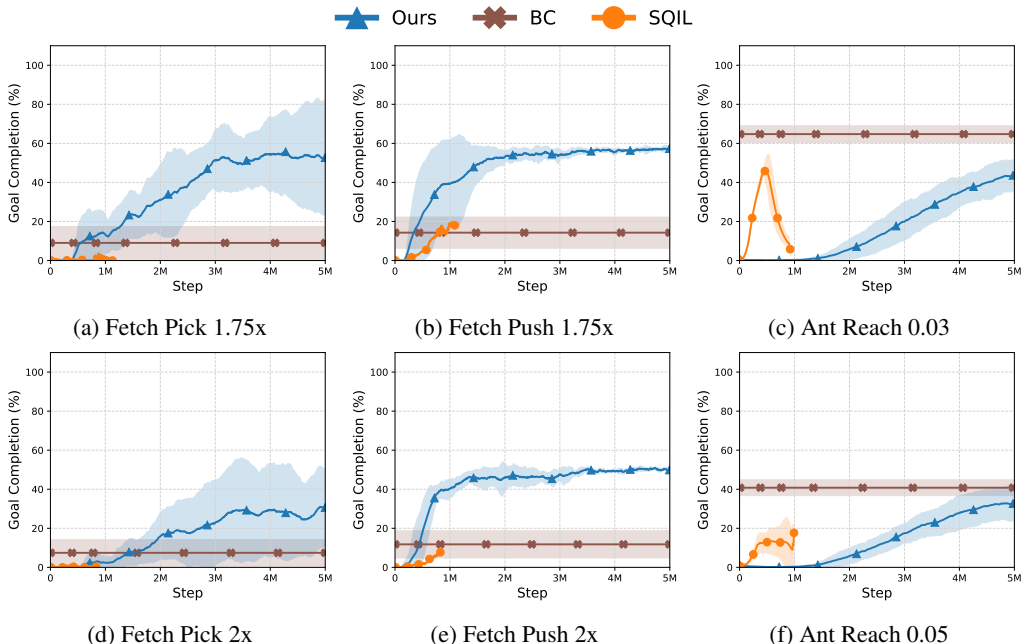 Ours BC SQIL
100
80
60
40
20
0
Goal Completion (%)
0 1M 2M 3M 4M 5M
Step
(a) Fetch Pick 1.75x
100
80
60
40
20
0
Goal Completion (%)
0 1M 2M 3M 4M 5M
Step
(b) Fetch Push 1.75x
100
80
60
40
20
0
Goal Completion (%)
0 1M 2M 3M 4M 5M
Step
(c) Ant Reach 0.03
100
80
60
40
20
0
Goal Completion (%)
0 1M 2M 3M 4M 5M
Step
(d) Fetch Pick 2x
100
80
60
40
20
0
Goal Completion (%)
0 1M 2M 3M 4M 5M
Step
(e) Fetch Push 2x
100
80
60
40
20
0
Goal Completion (%)
0 1M 2M 3M 4M 5M
Step
(f) Ant Reach 0.05